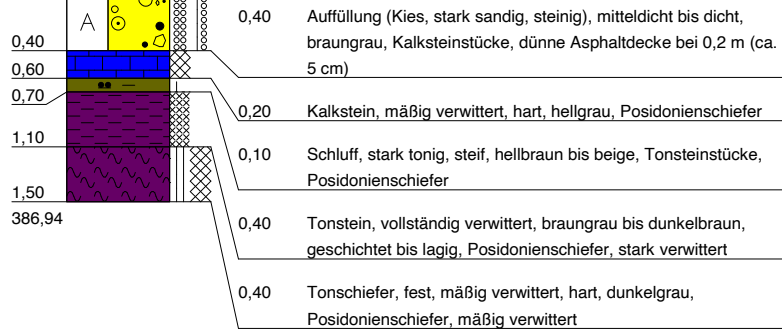 A
0,40
0,60
0,70
1,10
1,50
386,94
0,40 Auffüllung (Kies, stark sandig, steinig), mitteldicht bis dicht,
braungrau, Kalksteinstücke, dünne Asphaltdecke bei 0,2 m (ca.
5 cm)
0,20 Kalkstein, mäßig verwittert, hart, hellgrau, Posidonienschiefer
0,10 Schluff, stark tonig, steif, hellbraun bis beige, Tonsteinstücke,
Posidonienschiefer
0,40 Tonstein, vollständig verwittert, braungrau bis dunkelbraun,
geschichtet bis lagig, Posidonienschiefer, stark verwittert
0,40 Tonschiefer, fest, mäßig verwittert, hart, dunkelgrau,
Posidonienschiefer, mäßig verwittert